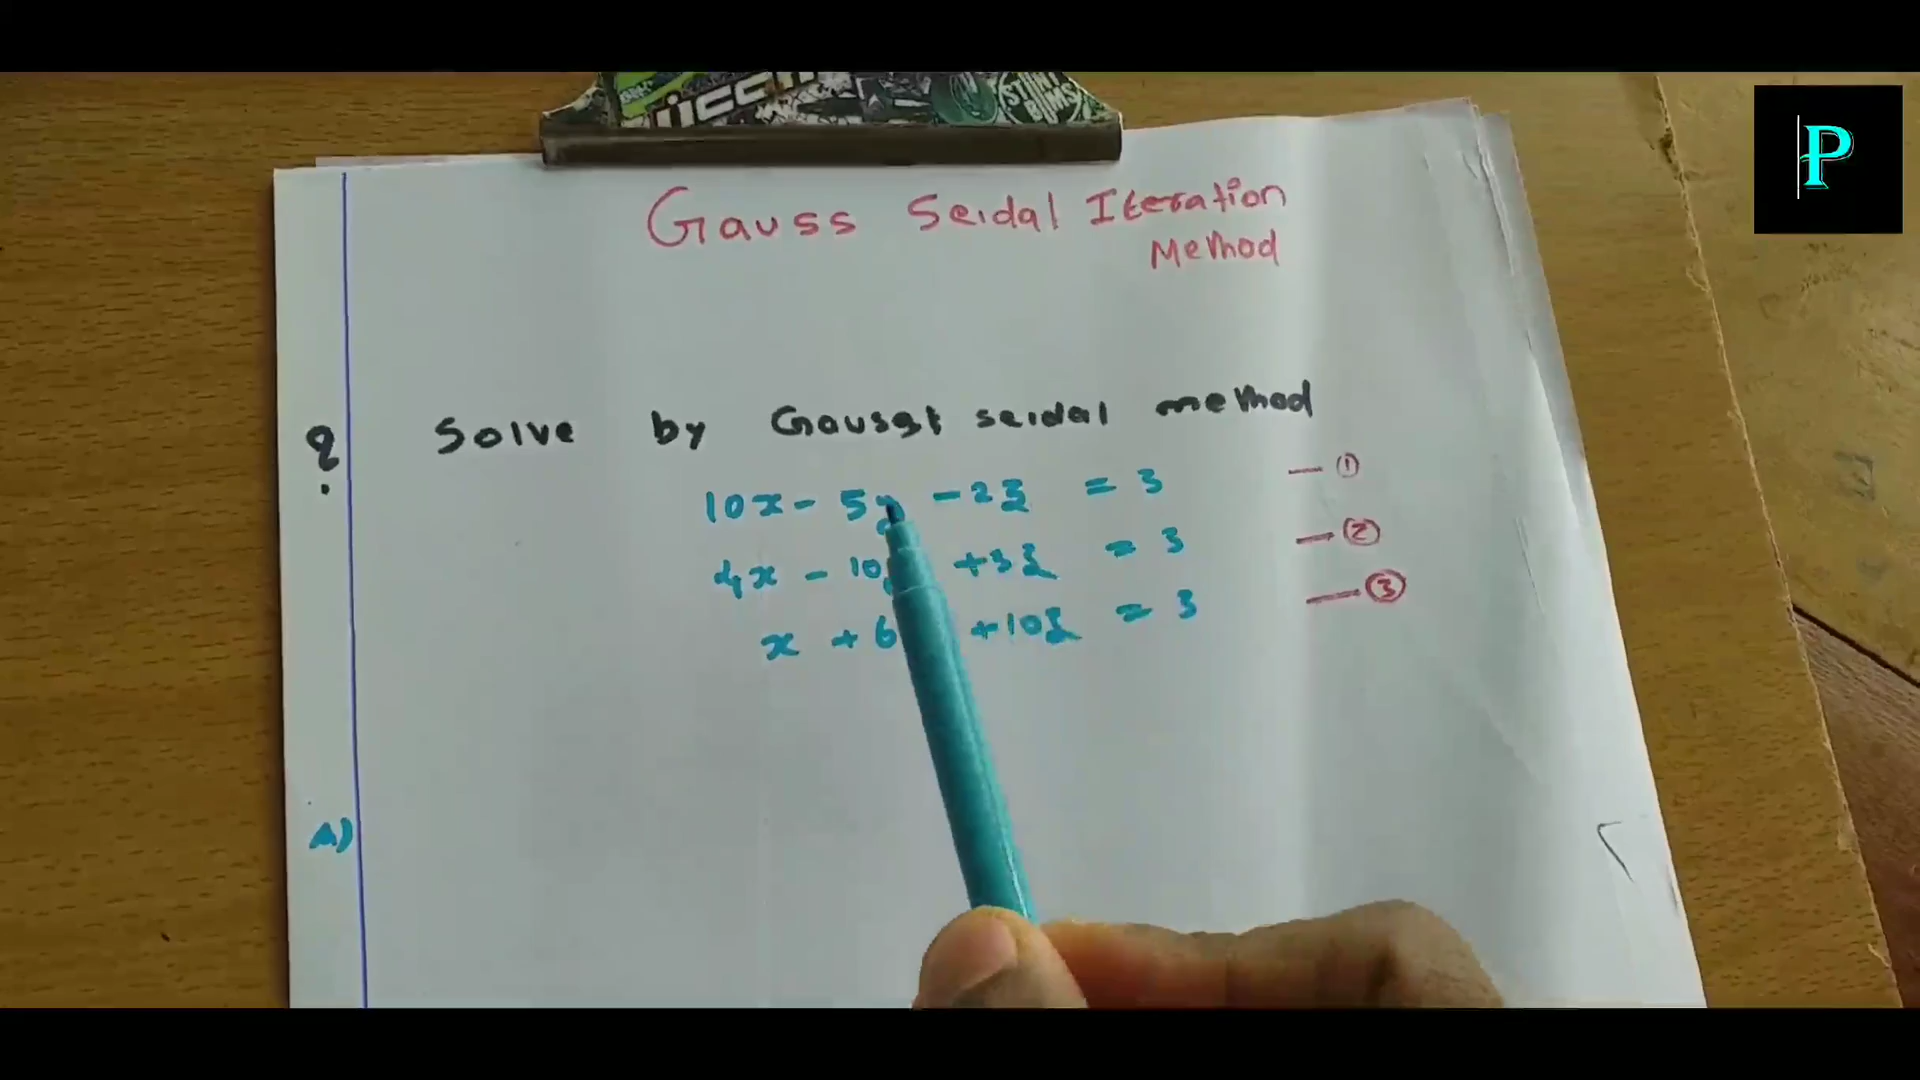 Gauss Seidal Iteration
Method
Q Solve by Gausst seidal method
10x - 5y - 2z = 3 — ①
4x - 10 + 3z = 3 — ②
x + 6 + 10z = 3 — ③
A)
P